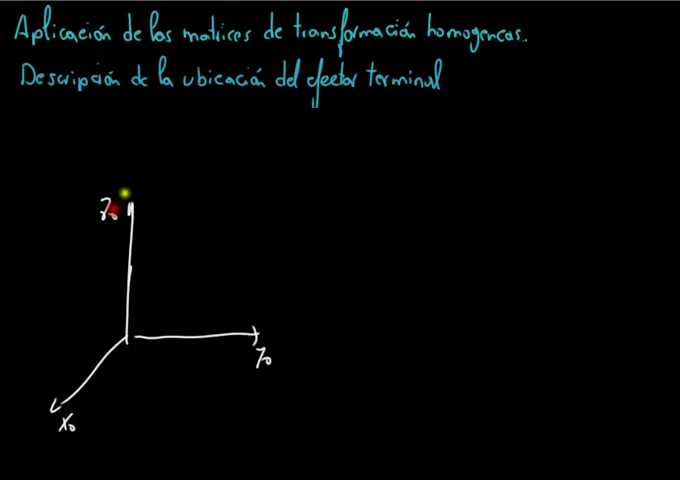 Aplicación de las matrices de transformación homogeneas.
Descripción de la ubicación del efector terminal
z₀
y₀
x₀